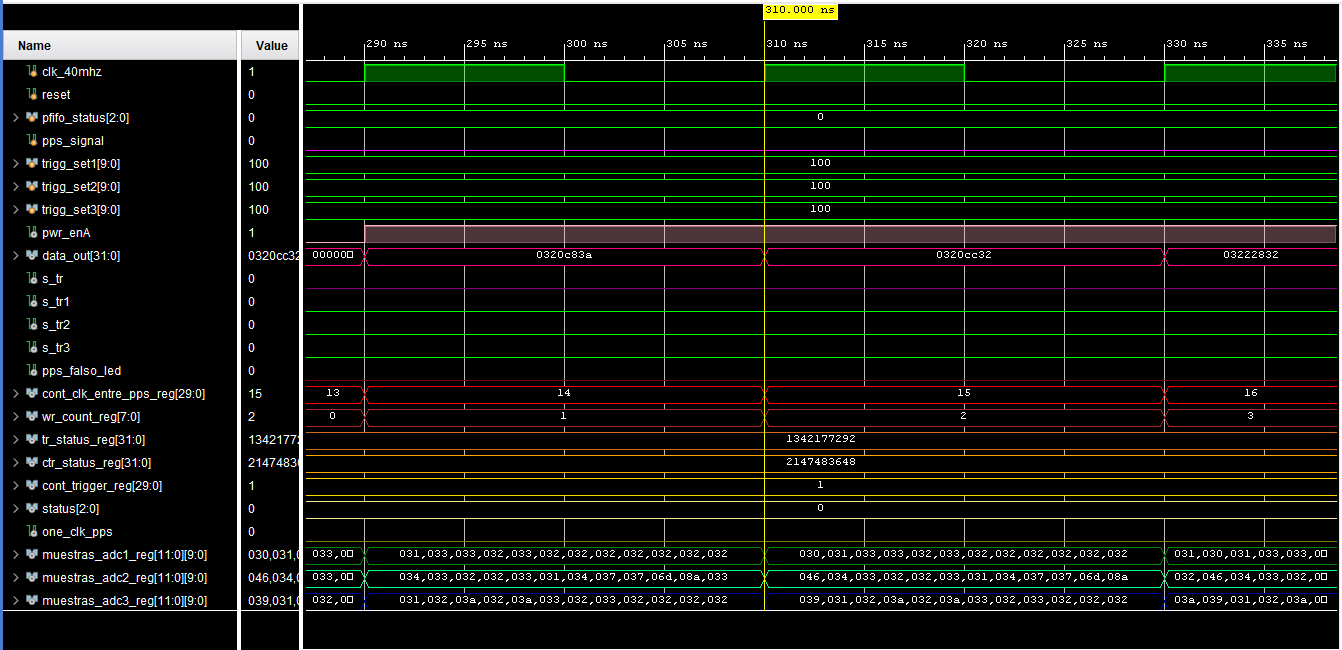 310.000 ns
Name Value 290 ns 295 ns 300 ns 305 ns 310 ns 315 ns 320 ns 325 ns 330 ns 335 ns
clk_40mhz 1
reset 0
pfifo_status[2:0] 0 0
pps_signal 0
trigg_set1[9:0] 100 100
trigg_set2[9:0] 100 100
trigg_set3[9:0] 100 100
pwr_enA 1
data_out[31:0] 0320cc32 00000▯ 0320c83a 0320cc32 03222832
s_tr 0
s_tr1 0
s_tr2 0
s_tr3 0
pps_falso_led 0
cont_clk_entre_pps_reg[29:0] 15 13 14 15 16
wr_count_reg[7:0] 2 0 1 2 3
tr_status_reg[31:0] 13421772 1342177292
ctr_status_reg[31:0] 21474836 2147483648
cont_trigger_reg[29:0] 1 1
status[2:0] 0 0
one_clk_pps 0
muestras_adc1_reg[11:0][9:0] 030,031,0 033,0▯ 031,033,033,032,033,032,032,032,032,032,032,032 030,031,033,033,032,033,032,032,032,032,032,032 031,030,031,033,033,0▯
muestras_adc2_reg[11:0][9:0] 046,034,0 033,0▯ 034,033,032,032,033,031,034,037,037,06d,08a,033 046,034,033,032,032,033,031,034,037,037,06d,08a 032,046,034,033,032,0▯
muestras_adc3_reg[11:0][9:0] 039,031,0 032,0▯ 031,032,03a,03a,033,032,033,032,033,032,032,032 039,031,032,03a,032,03a,033,032,033,032,033,032 03a,039,031,032,03a,0▯